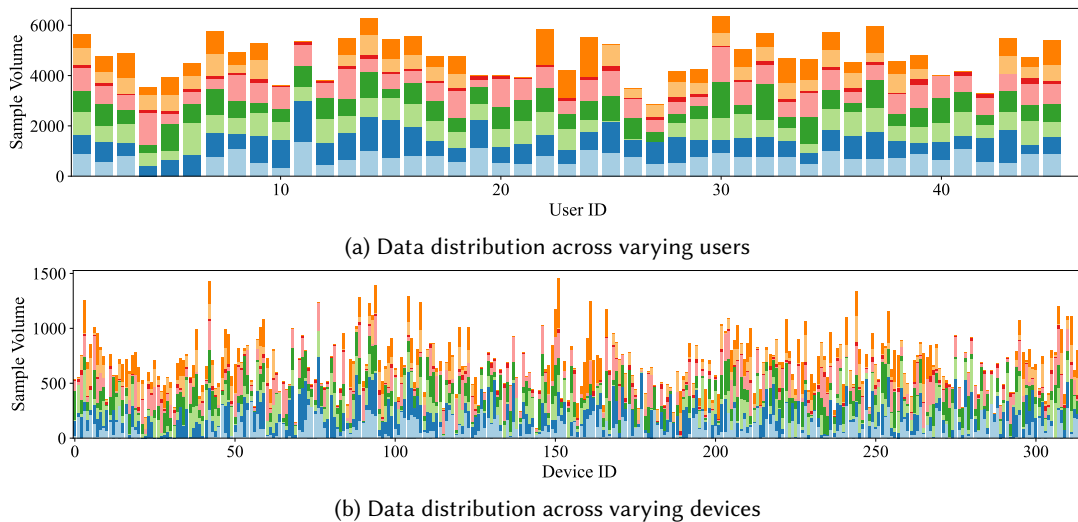 6000
4000
2000
0
Sample Volume
10 20 30 40
User ID
(a) Data distribution across varying users
1500
1000
500
0
Sample Volume
0 50 100 150 200 250 300
Device ID
(b) Data distribution across varying devices